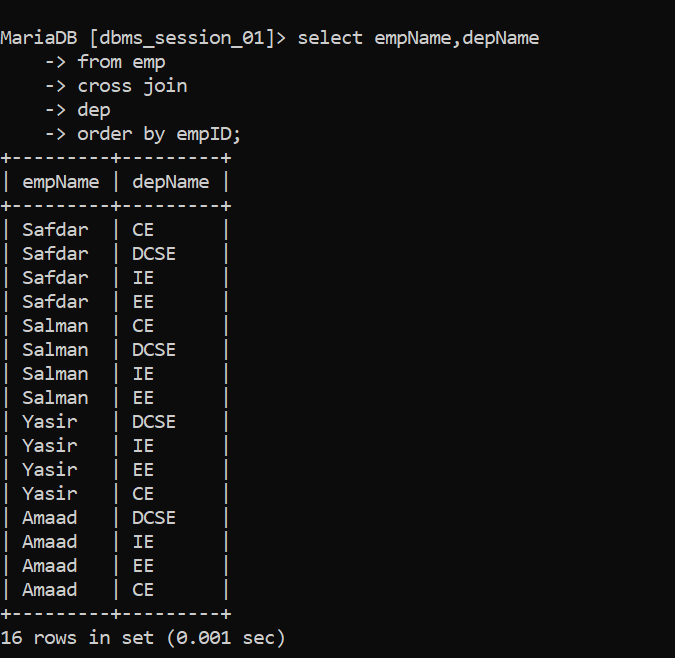 MariaDB [dbms_session_01]> select empName,depName
    -> from emp
    -> cross join
    -> dep
    -> order by empID;
+---------+---------+
| empName | depName |
+---------+---------+
| Safdar  | CE      |
| Safdar  | DCSE    |
| Safdar  | IE      |
| Safdar  | EE      |
| Salman  | CE      |
| Salman  | DCSE    |
| Salman  | IE      |
| Salman  | EE      |
| Yasir   | DCSE    |
| Yasir   | IE      |
| Yasir   | EE      |
| Yasir   | CE      |
| Amaad   | DCSE    |
| Amaad   | IE      |
| Amaad   | EE      |
| Amaad   | CE      |
+---------+---------+
16 rows in set (0.001 sec)